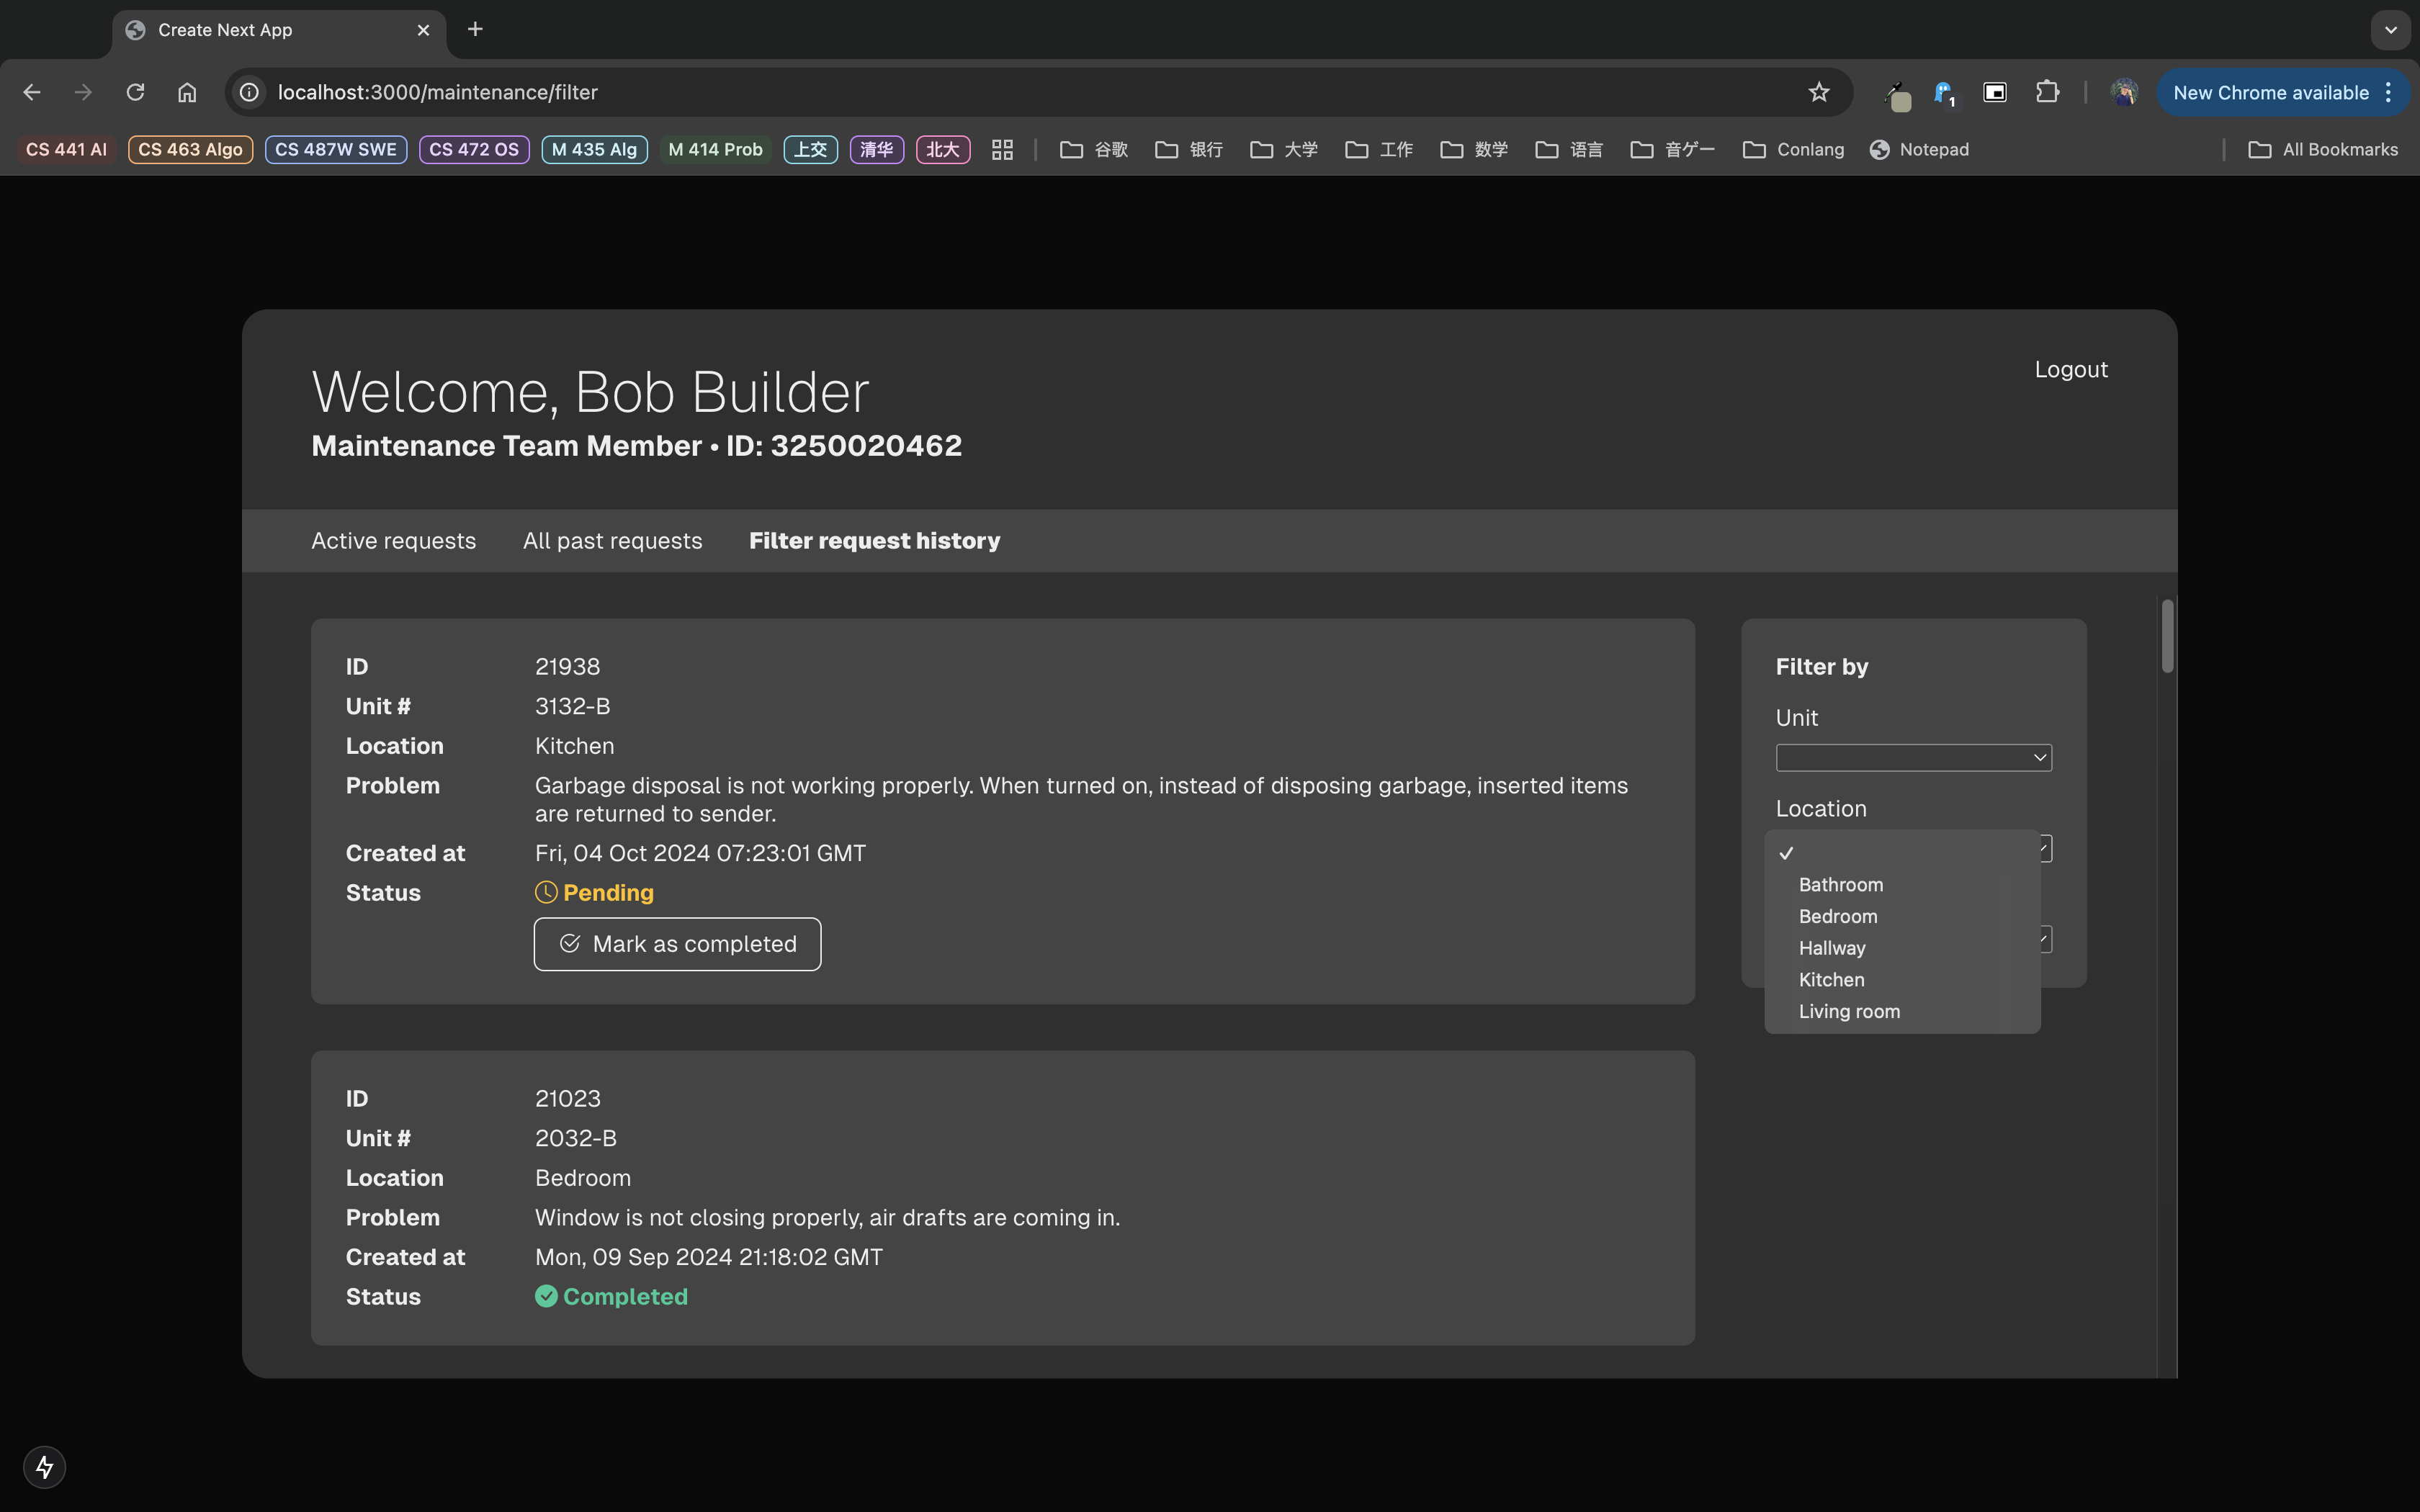 Create Next App
localhost:3000/maintenance/filter
1
New Chrome available
CS 441 AI
CS 463 Algo
CS 487W SWE
CS 472 OS
M 435 Alg
M 414 Prob
上交
清华
北大
谷歌
银行
大学
工作
数学
语言
音ゲー
Conlang
Notepad
All Bookmarks
Welcome, Bob Builder
Logout
Maintenance Team Member • ID: 3250020462
Active requests
All past requests
Filter request history
ID 21938
Unit # 3132-B
Location Kitchen
Problem Garbage disposal is not working properly. When turned on, instead of disposing garbage, inserted items
are returned to sender.
Created at Fri, 04 Oct 2024 07:23:01 GMT
Status Pending
Mark as completed
ID 21023
Unit # 2032-B
Location Bedroom
Problem Window is not closing properly, air drafts are coming in.
Created at Mon, 09 Sep 2024 21:18:02 GMT
Status Completed
Filter by
Unit
Location
Bathroom
Bedroom
Hallway
Kitchen
Living room